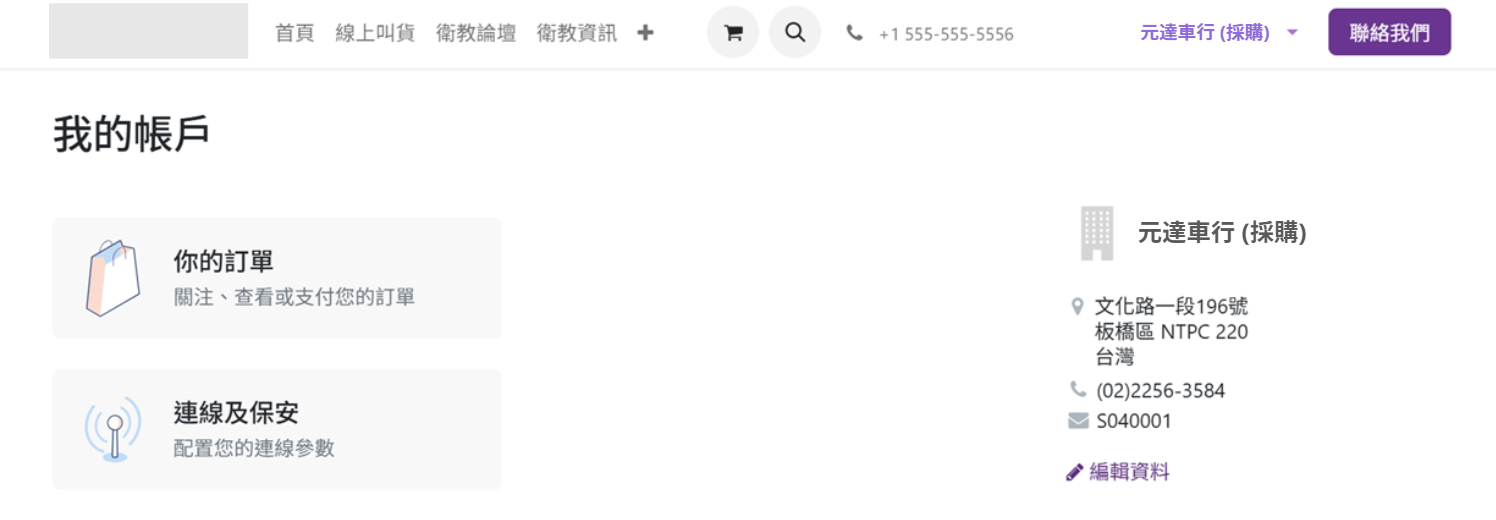 首頁 線上叫貨 衛教論壇 衛教資訊 +1 555-555-5556 元達車行 (採購) 聯絡我們
我的帳戶
你的訂單
關注、查看或支付您的訂單
連線及保安
配置您的連線參數
元達車行 (採購)
文化路一段196號
板橋區 NTPC 220
台灣
(02)2256-3584
S040001
編輯資料